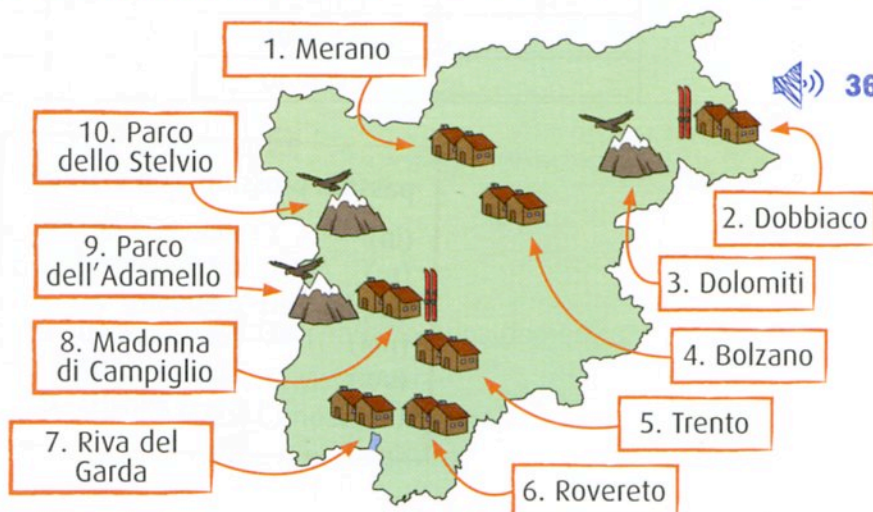 1. Merano
36
10. Parco
dello Stelvio
2. Dobbiaco
9. Parco
dell'Adamello
3. Dolomiti
8. Madonna
di Campiglio
4. Bolzano
5. Trento
7. Riva del
Garda
6. Rovereto